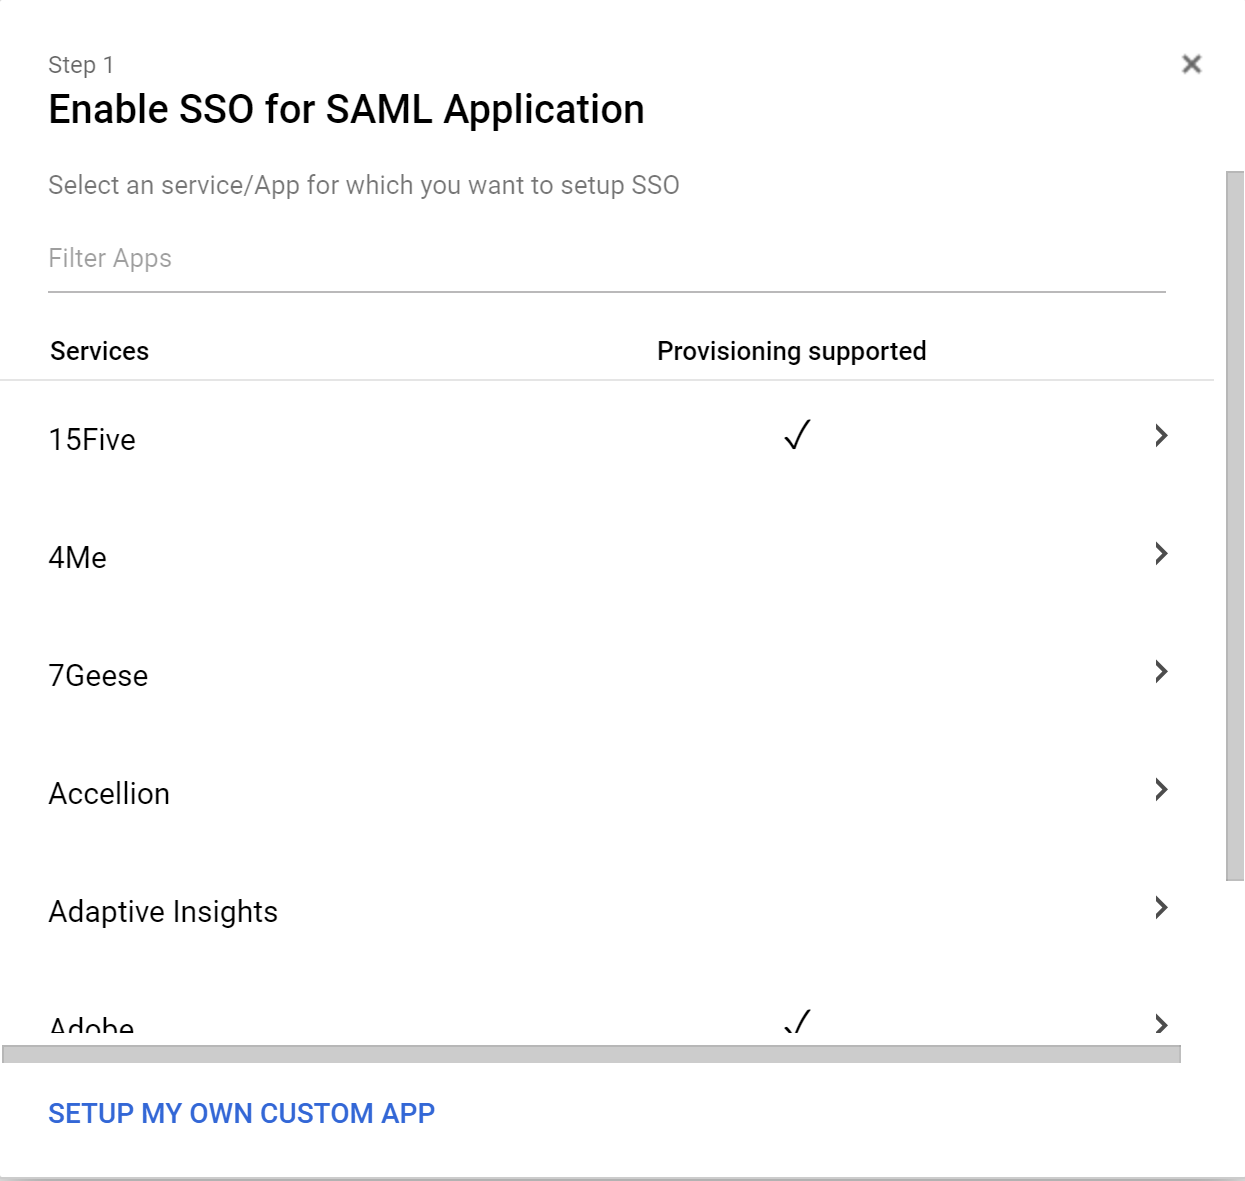 Step 1
Enable SSO for SAML Application
Select an service/App for which you want to setup SSO
Filter Apps
Services Provisioning supported
15Five ✓
4Me
7Geese
Accellion
Adaptive Insights
Adobe ✓
SETUP MY OWN CUSTOM APP